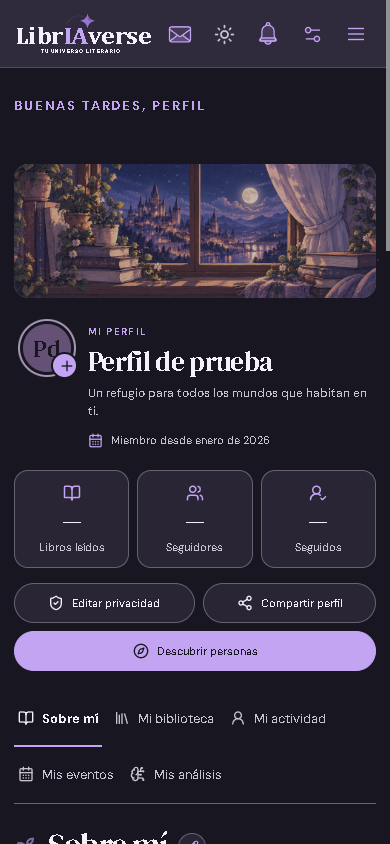 LibrIAverse
TU UNIVERSO LITERARIO
BUENAS TARDES, PERFIL
Pd
MI PERFIL
Perfil de prueba
Un refugio para todos los mundos que habitan en
ti.
Miembro desde enero de 2026
— — —
Libros leídos Seguidores Seguidos
Editar privacidad Compartir perfil
Descubrir personas
Sobre mí Mi biblioteca Mi actividad
Mis eventos Mis análisis
Sobre mí